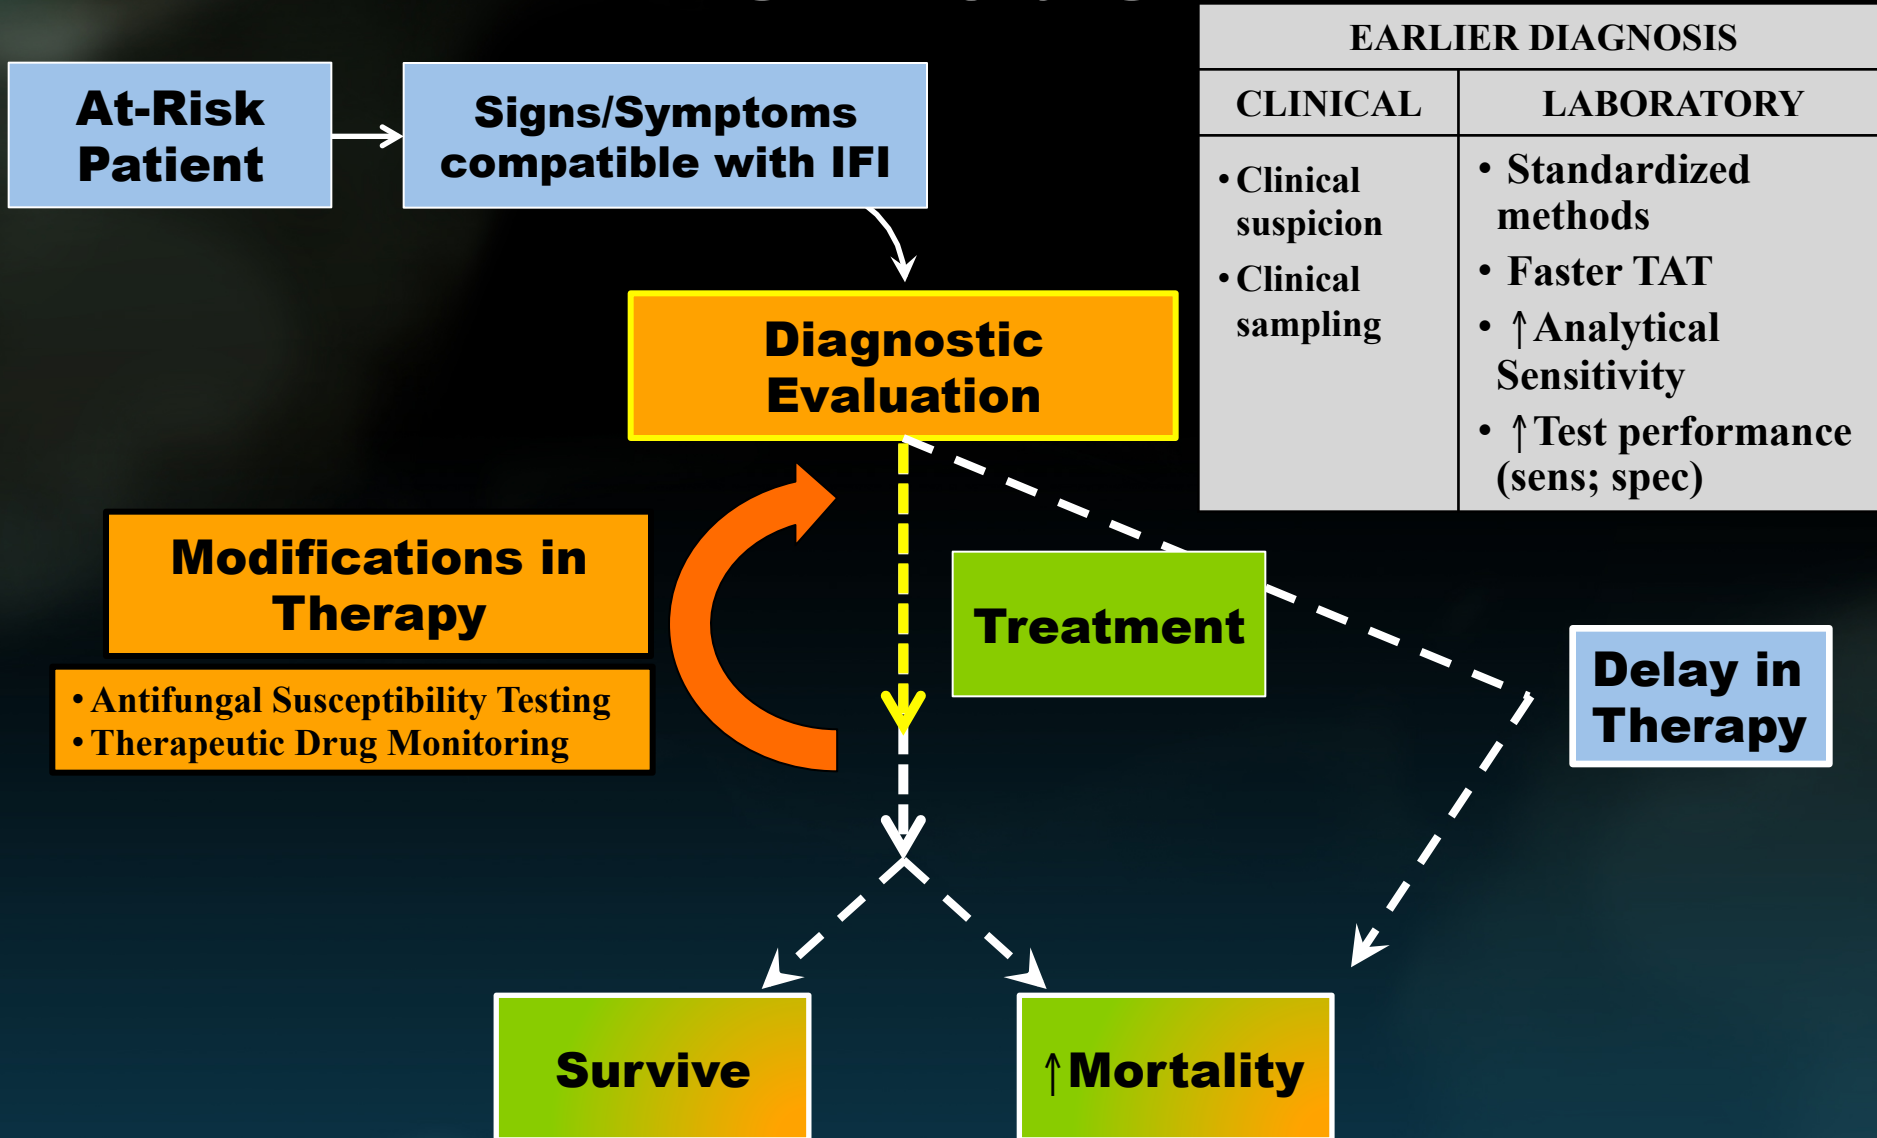 At-Risk
Patient
Signs/Symptoms
compatible with IFI
EARLIER DIAGNOSIS
CLINICAL
LABORATORY
• Clinical
suspicion
• Clinical
sampling
• Standardized
methods
• Faster TAT
• ↑Analytical
Sensitivity
• ↑Test performance
(sens; spec)
Diagnostic
Evaluation
Modifications in
Therapy
• Antifungal Susceptibility Testing
• Therapeutic Drug Monitoring
Treatment
Delay in
Therapy
Survive
↑Mortality